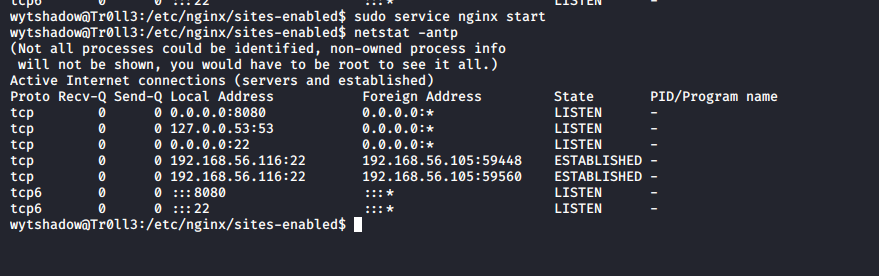 tcp6 0 0 :::22 :::* LISTEN -
wytshadow@Tr0ll3:/etc/nginx/sites-enabled$ sudo service nginx start
wytshadow@Tr0ll3:/etc/nginx/sites-enabled$ netstat -antp
(Not all processes could be identified, non-owned process info
 will not be shown, you would have to be root to see it all.)
Active Internet connections (servers and established)
Proto Recv-Q Send-Q Local Address Foreign Address State PID/Program name
tcp 0 0 0.0.0.0:8080 0.0.0.0:* LISTEN -
tcp 0 0 127.0.0.53:53 0.0.0.0:* LISTEN -
tcp 0 0 0.0.0.0:22 0.0.0.0:* LISTEN -
tcp 0 0 192.168.56.116:22 192.168.56.105:59448 ESTABLISHED -
tcp 0 0 192.168.56.116:22 192.168.56.105:59560 ESTABLISHED -
tcp6 0 0 :::8080 :::* LISTEN -
tcp6 0 0 :::22 :::* LISTEN -
wytshadow@Tr0ll3:/etc/nginx/sites-enabled$